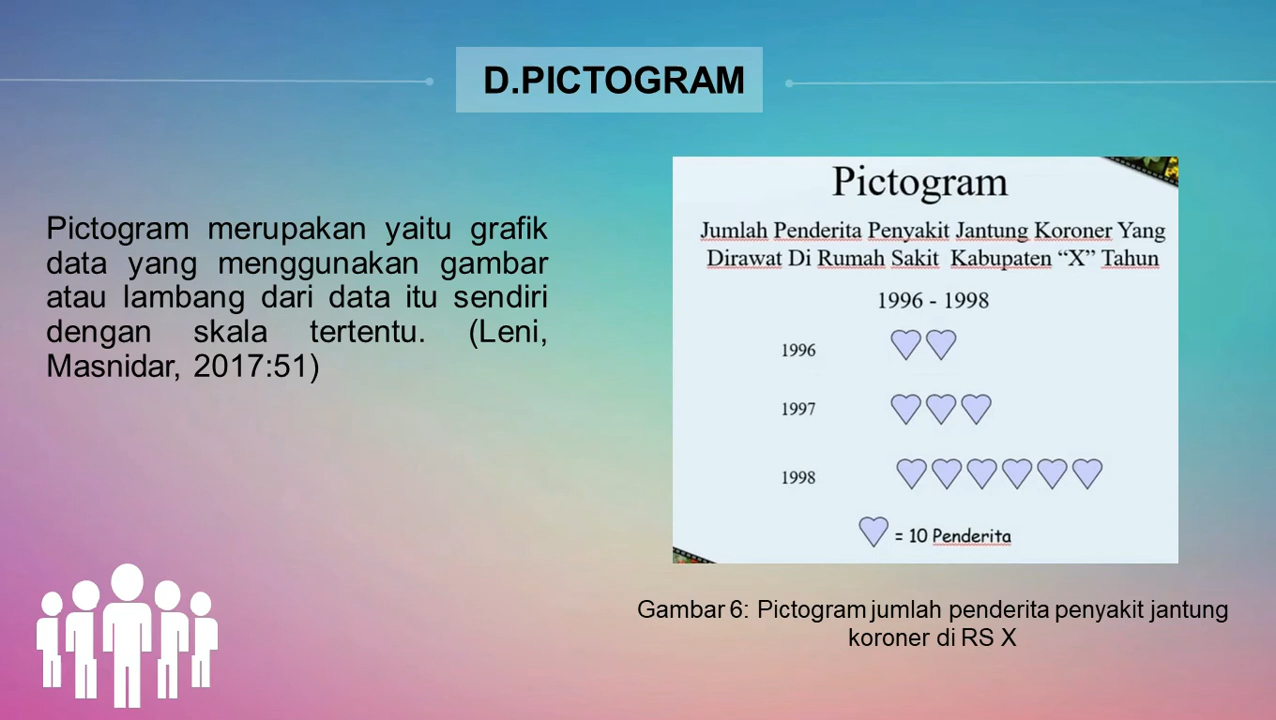 D.PICTOGRAM
Pictogram merupakan yaitu grafik
data yang menggunakan gambar
atau lambang dari data itu sendiri
dengan skala tertentu. (Leni,
Masnidar, 2017:51)
Pictogram
Jumlah Penderita Penyakit Jantung Koroner Yang
Dirawat Di Rumah Sakit Kabupaten “X” Tahun
1996 - 1998
1996
1997
1998
= 10 Penderita
Gambar 6: Pictogram jumlah penderita penyakit jantung
koroner di RS X